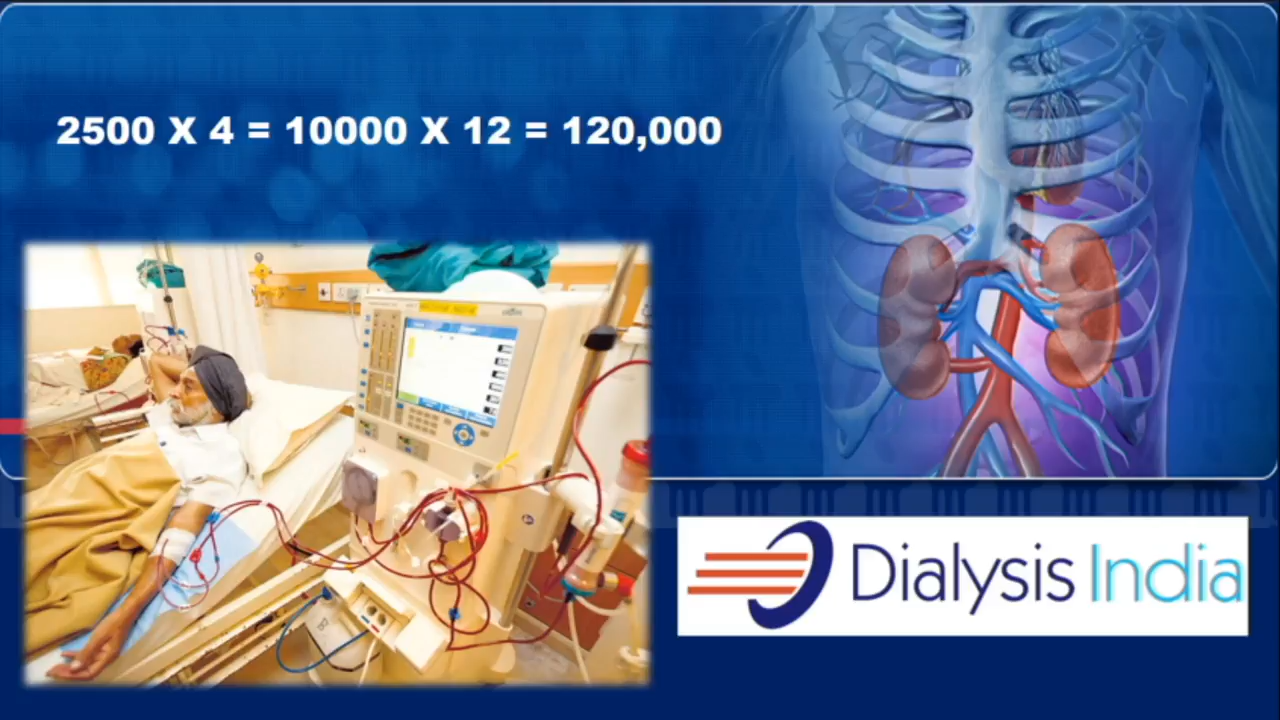 2500 X 4 = 10000 X 12 = 120,000
Dialysis India